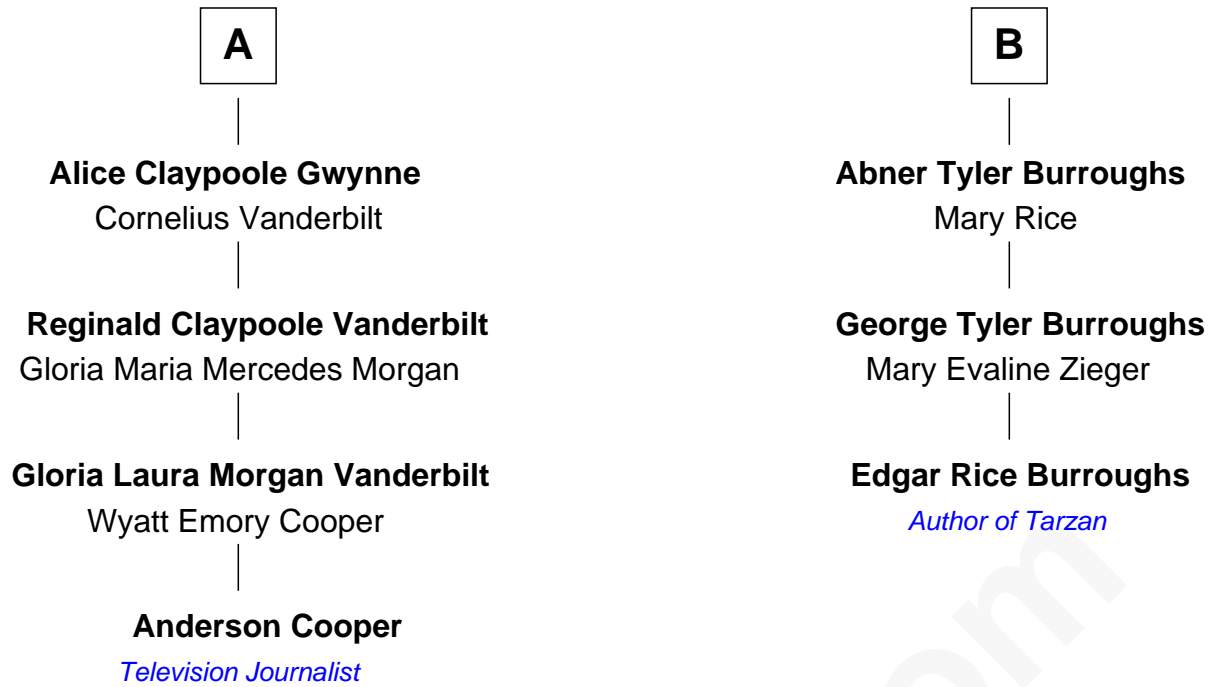 A
B
Alice Claypoole Gwynne
Cornelius Vanderbilt
Abner Tyler Burroughs
Mary Rice
Reginald Claypoole Vanderbilt
Gloria Maria Mercedes Morgan
George Tyler Burroughs
Mary Evaline Zieger
Gloria Laura Morgan Vanderbilt
Wyatt Emory Cooper
Edgar Rice Burroughs
Author of Tarzan
Anderson Cooper
Television Journalist
om